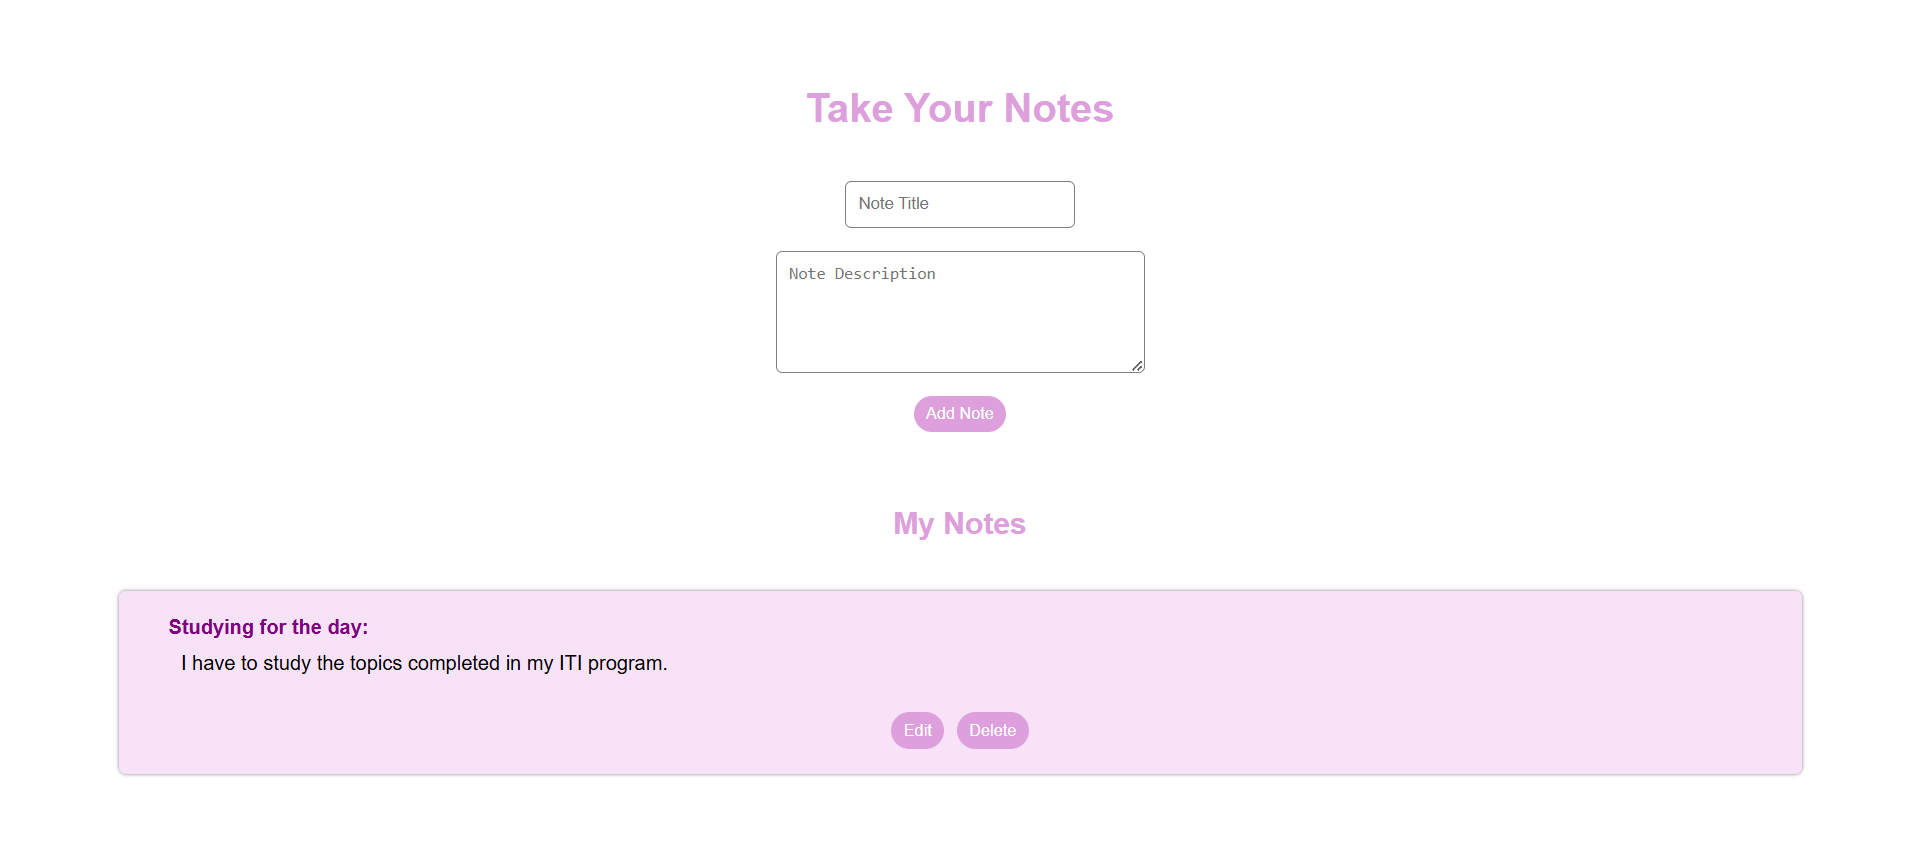 Take Your Notes
Note Title
Note Description
Add Note
My Notes
Studying for the day:
I have to study the topics completed in my ITI program.
Edit Delete